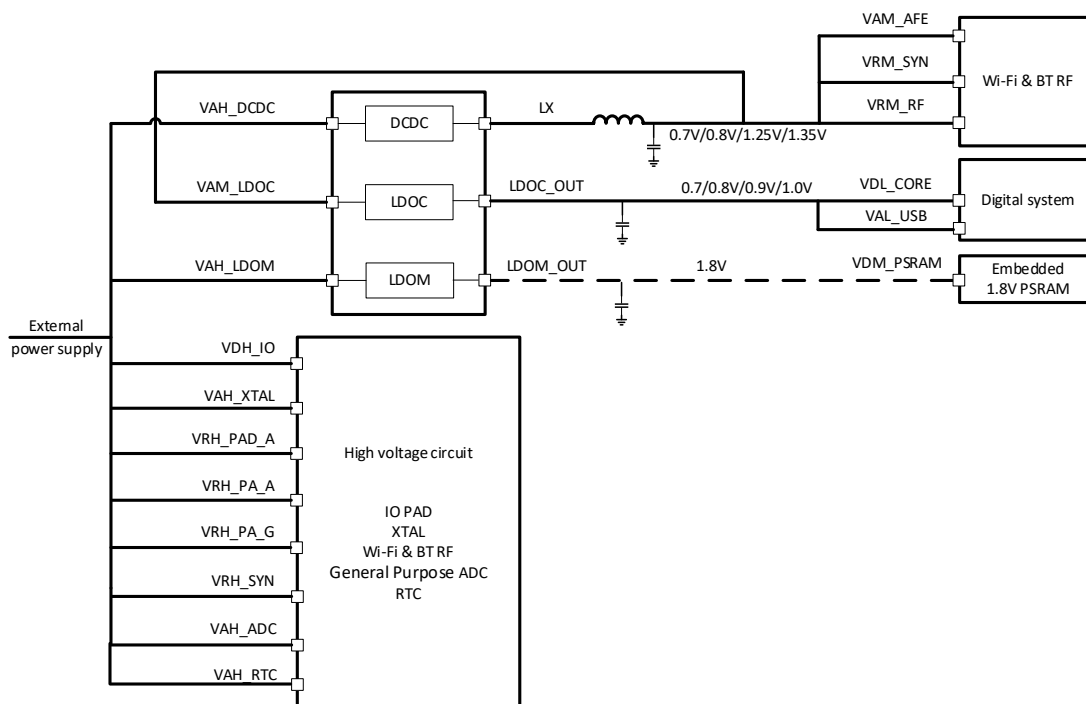 VAM_AFE
VRM_SYN
Wi-Fi & BT RF
VAH_DCDC
DCDC
LX
VRM_RF
0.7V/0.8V/1.25V/1.35V
VAM_LDOC
LDOC
LDOC_OUT
0.7/0.8V/0.9V/1.0V
VDL_CORE
VAL_USB
Digital system
VAH_LDOM
LDOM
LDOM_OUT
1.8V
VDM_PSRAM
Embedded
1.8V PSRAM
External
power supply
VDH_IO
VAH_XTAL
VRH_PAD_A
VRH_PA_A
VRH_PA_G
VRH_SYN
VAH_ADC
VAH_RTC
High voltage circuit
IO PAD
XTAL
Wi-Fi & BT RF
General Purpose ADC
RTC